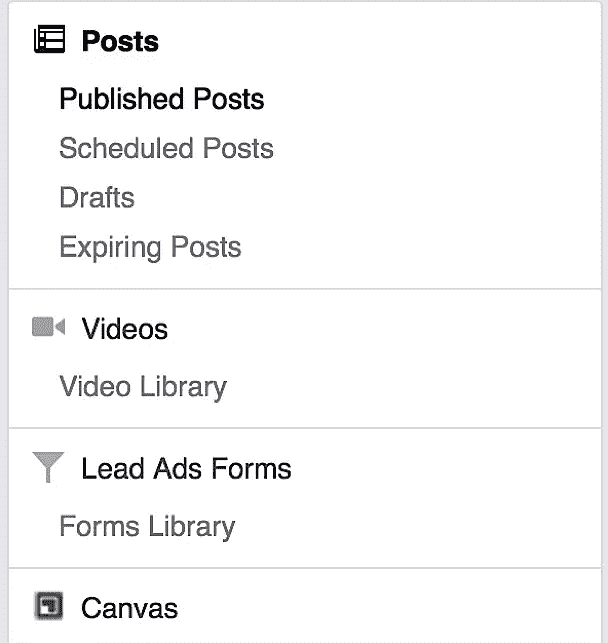 Posts
Published Posts
Scheduled Posts
Drafts
Expiring Posts
Videos
Video Library
Lead Ads Forms
Forms Library
Canvas